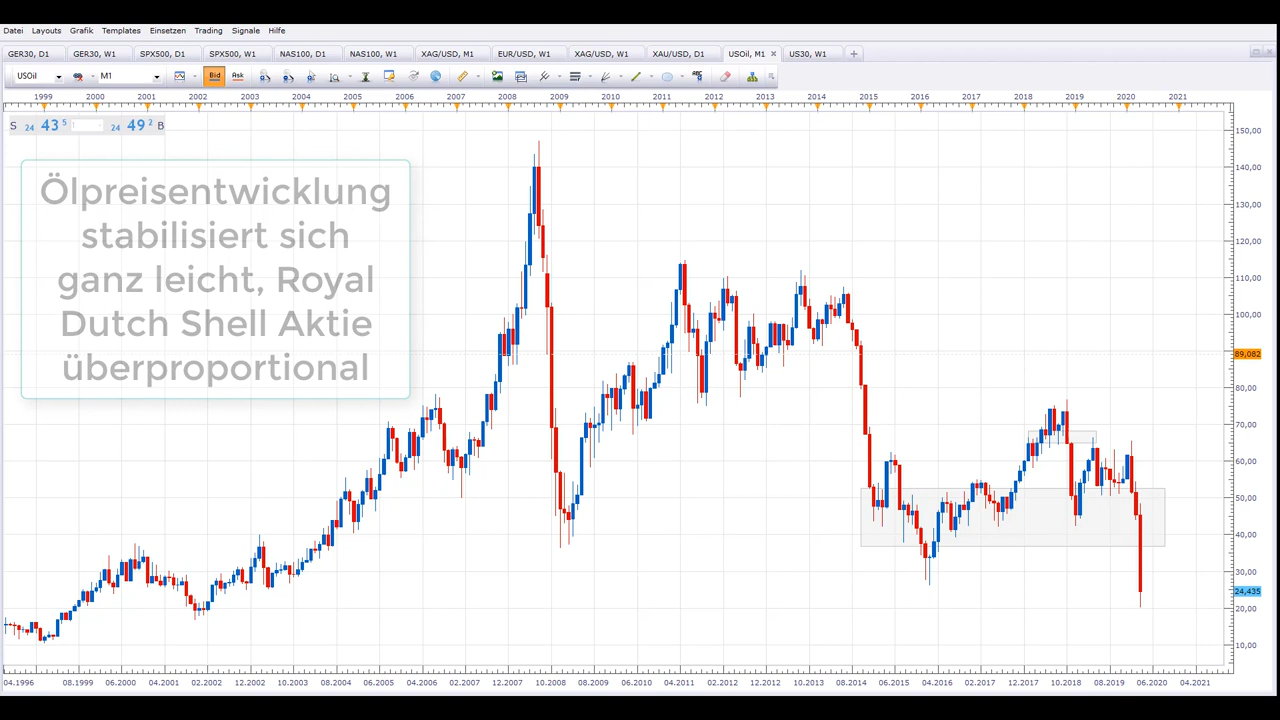 Datei Layouts Grafik Templates Einsetzen Trading Signale Hilfe
GER30, D1 GER30, W1 SPX500, D1 SPX500, W1 NAS100, D1 NAS100, W1 XAG/USD, M1 EUR/USD, W1 XAG/USD, W1 XAU/USD, D1 USOil, M1 US30, W1
USOil M1 Bid Ask ABC
1999 2000 2001 2002 2003 2004 2005 2006 2007 2008 2009 2010 2011 2012 2013 2014 2015 2016 2017 2018 2019 2020 2021
S 24 43 5 1 24 49 2 B
Ölpreisentwicklung
stabilisiert sich
ganz leicht, Royal
Dutch Shell Aktie
überproportional
150,00
140,00
130,00
120,00
110,00
100,00
89,082
80,00
70,00
60,00
50,00
40,00
30,00
24,435
20,00
10,00
04.1996 08.1999 06.2000 04.2001 02.2002 12.2002 10.2003 08.2004 06.2005 04.2006 02.2007 12.2007 10.2008 08.2009 06.2010 04.2011 02.2012 12.2012 10.2013 08.2014 06.2015 04.2016 02.2017 12.2017 10.2018 08.2019 06.2020 04.2021